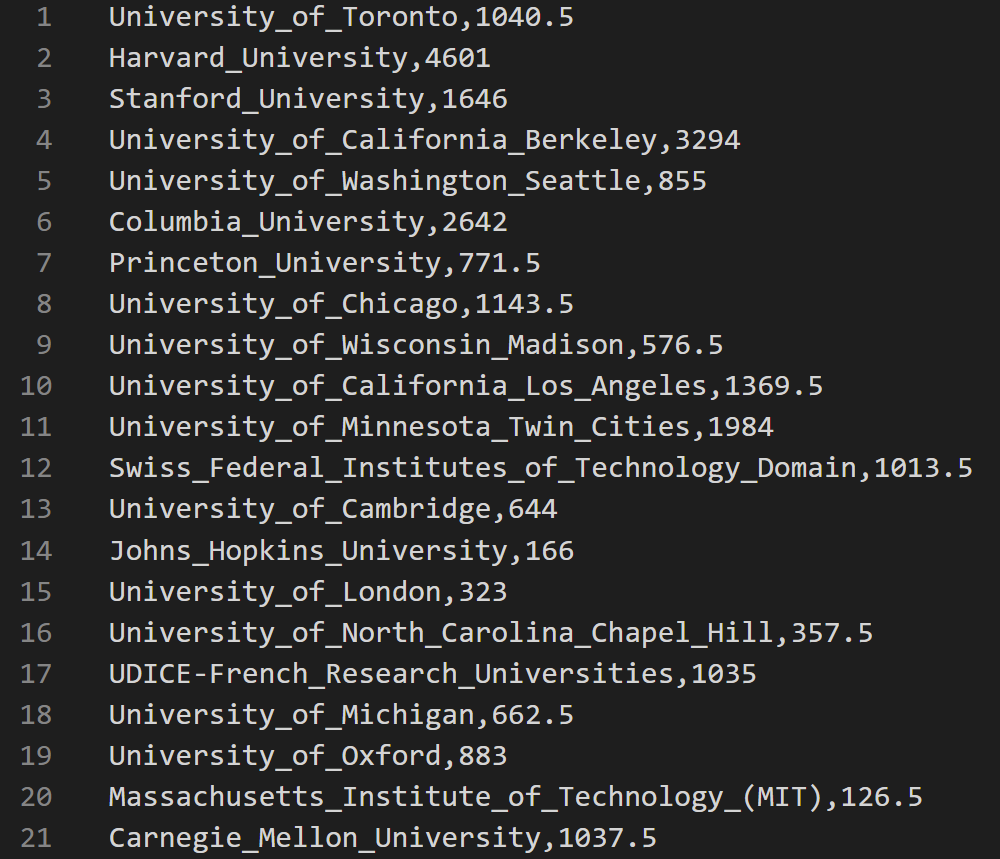 1 University_of_Toronto,1040.5
2 Harvard_University,4601
3 Stanford_University,1646
4 University_of_California_Berkeley,3294
5 University_of_Washington_Seattle,855
6 Columbia_University,2642
7 Princeton_University,771.5
8 University_of_Chicago,1143.5
9 University_of_Wisconsin_Madison,576.5
10 University_of_California_Los_Angeles,1369.5
11 University_of_Minnesota_Twin_Cities,1984
12 Swiss_Federal_Institutes_of_Technology_Domain,1013.5
13 University_of_Cambridge,644
14 Johns_Hopkins_University,166
15 University_of_London,323
16 University_of_North_Carolina_Chapel_Hill,357.5
17 UDICE-French_Research_Universities,1035
18 University_of_Michigan,662.5
19 University_of_Oxford,883
20 Massachusetts_Institute_of_Technology_(MIT),126.5
21 Carnegie_Mellon_University,1037.5